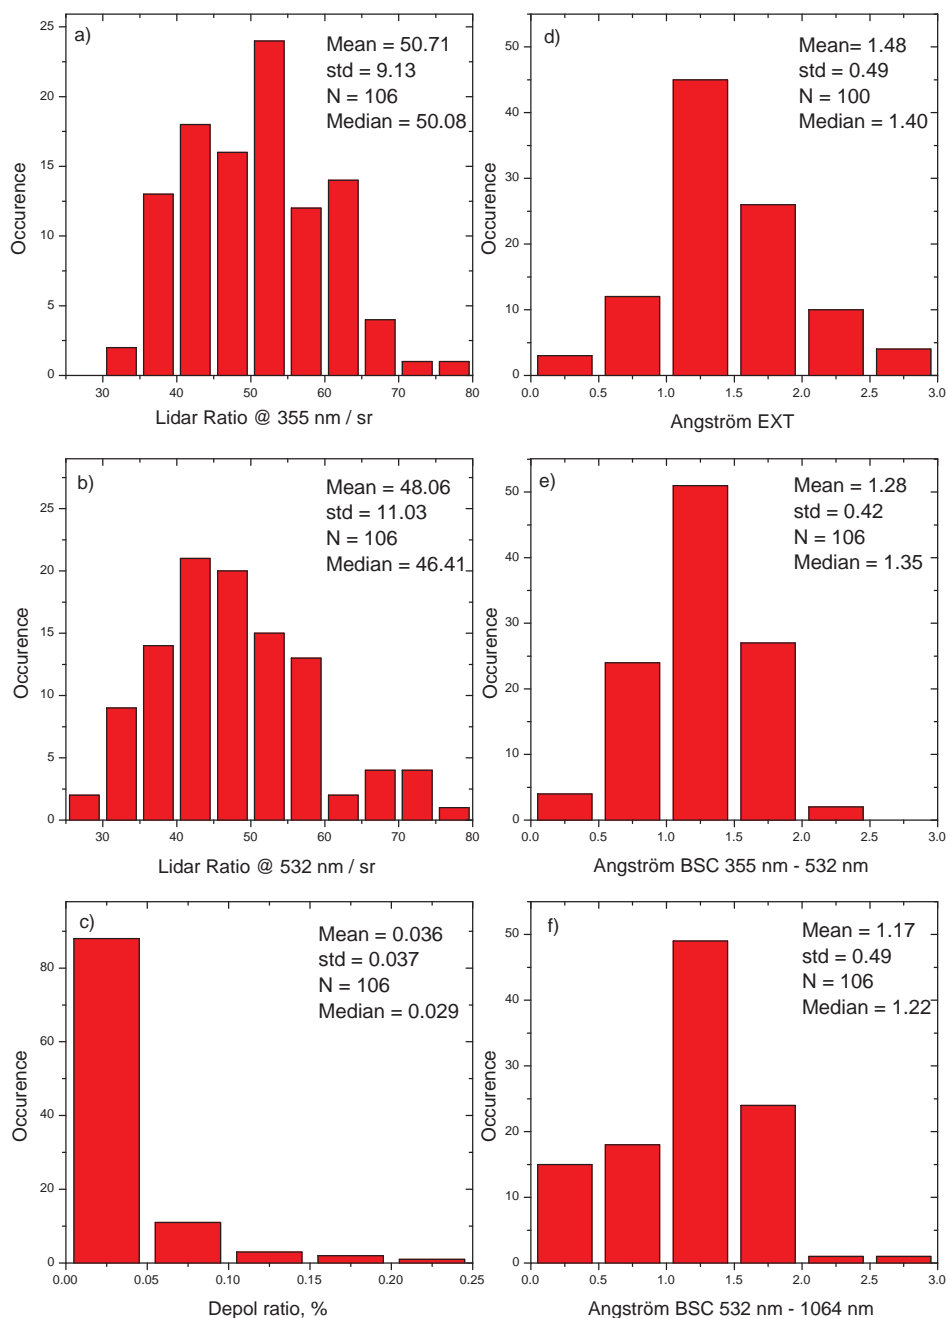 a)
Mean = 50.71
std = 9.13
N = 106
Median = 50.08
25
20
15
10
5
0
Occurence
30 40 50 60 70 80
Lidar Ratio @ 355 nm / sr
d)
Mean= 1.48
std = 0.49
N = 100
Median = 1.40
50
40
30
20
10
0
Occurence
0.0 0.5 1.0 1.5 2.0 2.5 3.0
Angström EXT
b)
Mean = 48.06
std = 11.03
N = 106
Median = 46.41
25
20
15
10
5
0
Occurence
30 40 50 60 70 80
Lidar Ratio @ 532 nm / sr
e)
Mean = 1.28
std = 0.42
N = 106
Median = 1.35
50
40
30
20
10
0
Occurence
0.0 0.5 1.0 1.5 2.0 2.5 3.0
Angström BSC 355 nm - 532 nm
c)
Mean = 0.036
std = 0.037
N = 106
Median = 0.029
80
60
40
20
0
Occurence
0.00 0.05 0.10 0.15 0.20 0.25
Depol ratio, %
f)
Mean = 1.17
std = 0.49
N = 106
Median = 1.22
50
40
30
20
10
0
Occurence
0.0 0.5 1.0 1.5 2.0 2.5 3.0
Angström BSC 532 nm - 1064 nm